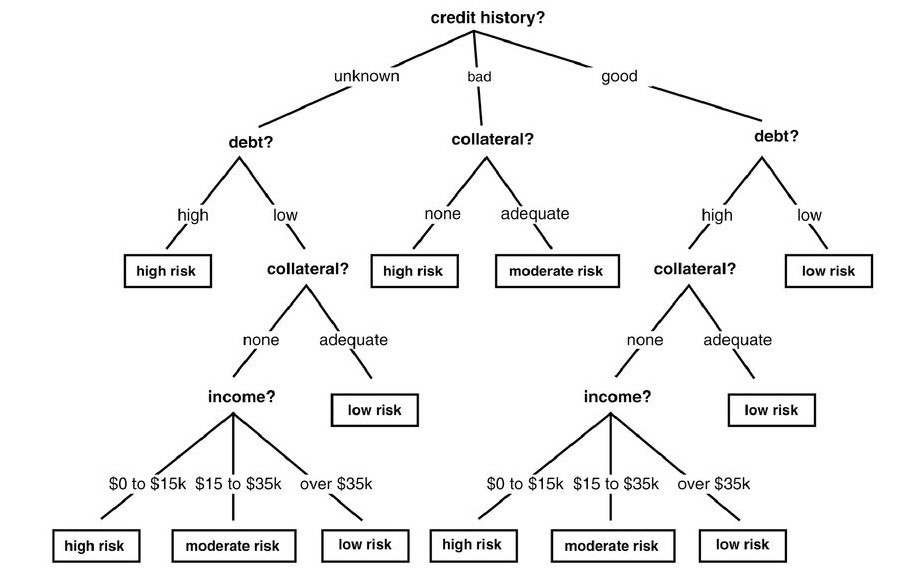 credit history?
unknown bad good
debt? collateral? debt?
high low none adequate high low
high risk collateral? high risk moderate risk collateral? low risk
none adequate none adequate
income? low risk income? low risk
$0 to $15k $15 to $35k over $35k $0 to $15k $15 to $35k over $35k
high risk moderate risk low risk high risk moderate risk low risk